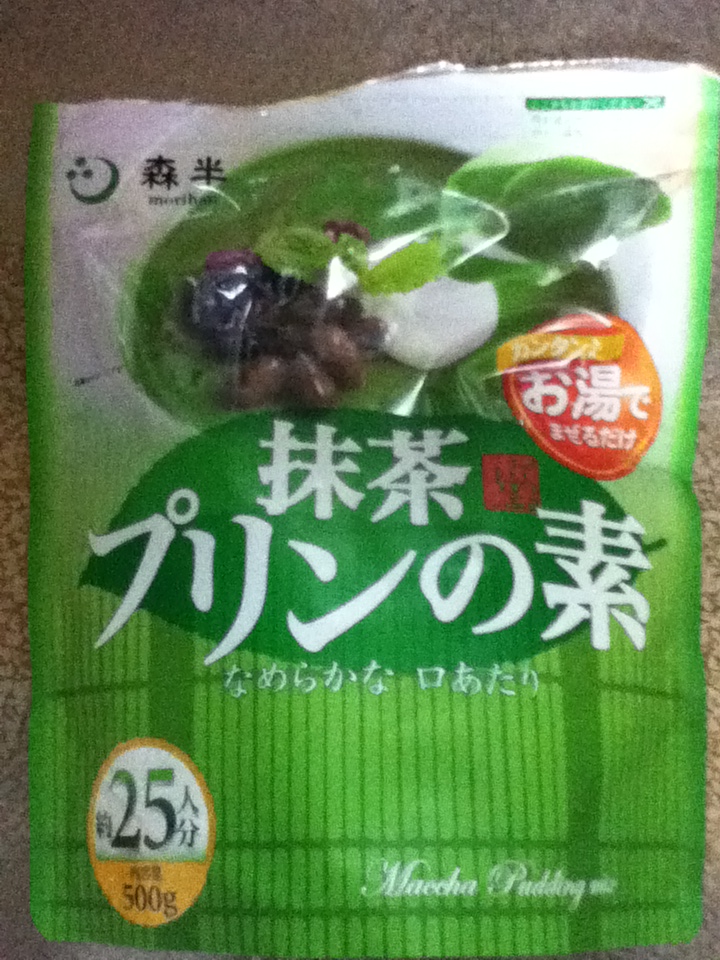 森半
morihan
カンタン！
お湯で
まぜるだけ
抹茶
プリンの素
なめらかな 口あたり
約25人分
内容量
500g
Maccha Pudding mix